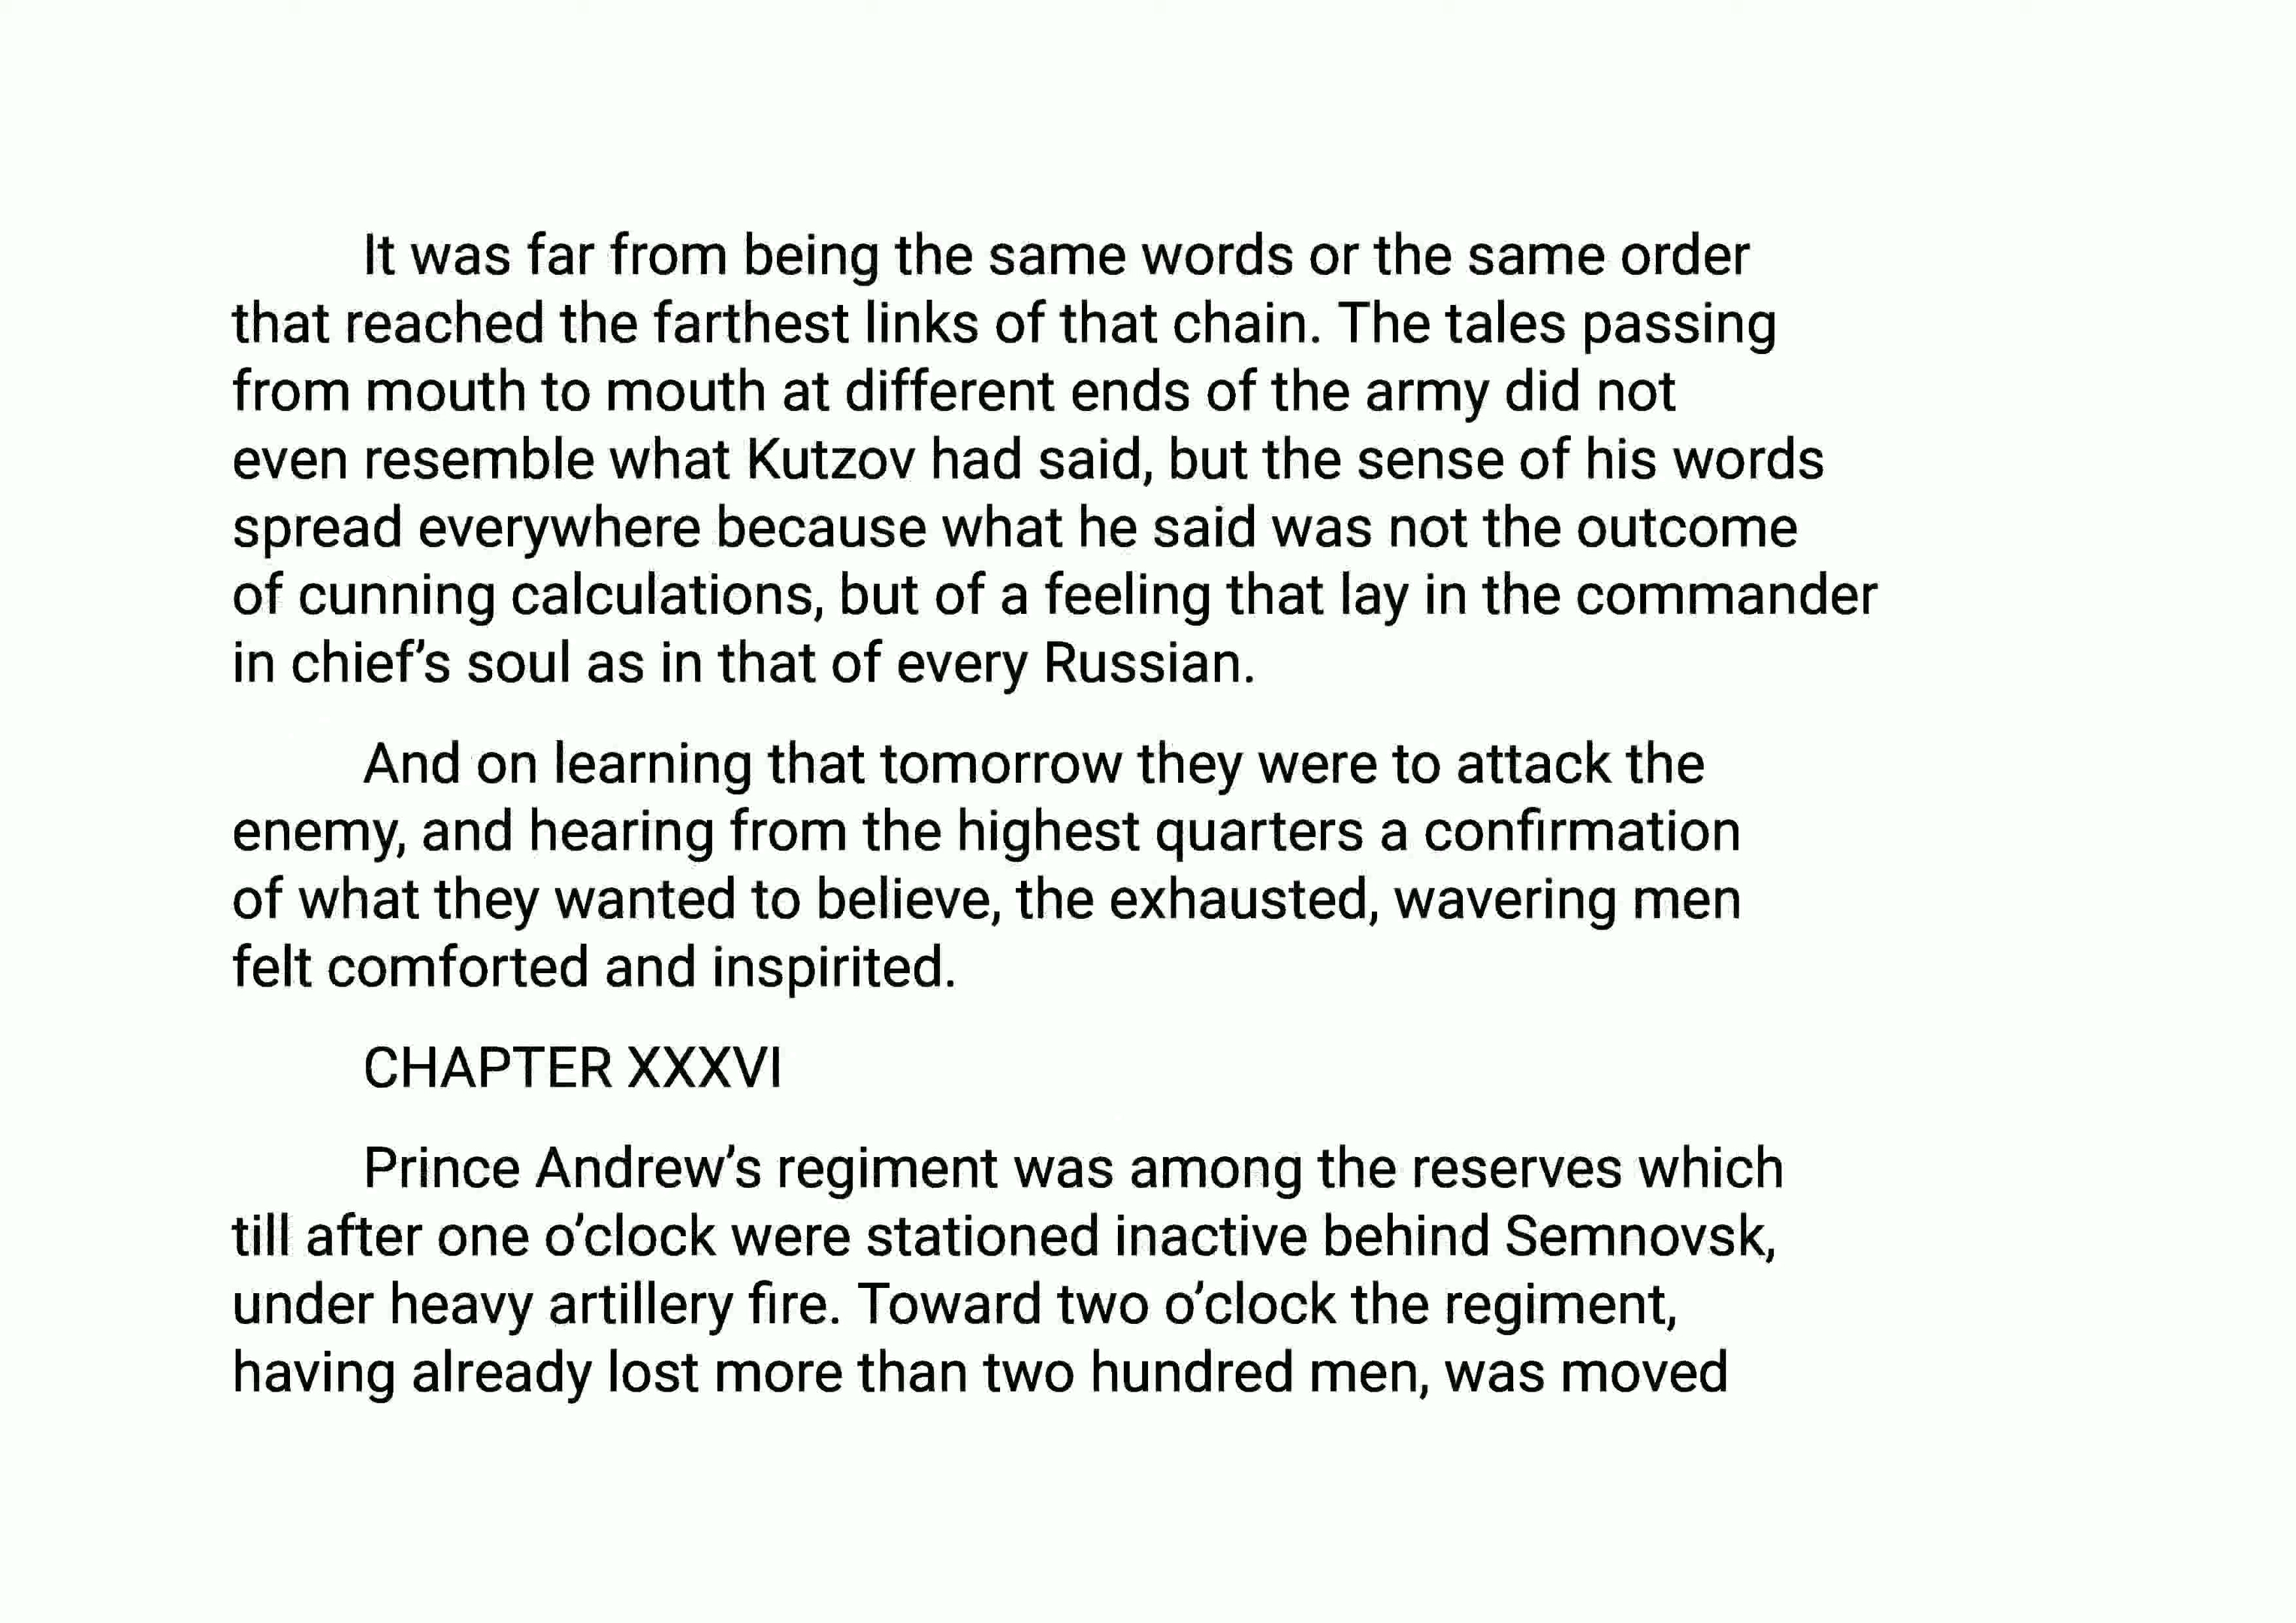 It was far from being the same words or the same order
that reached the farthest links of that chain. The tales passing
from mouth to mouth at different ends of the army did not
even resemble what Kutzov had said, but the sense of his words
spread everywhere because what he said was not the outcome
of cunning calculations, but of a feeling that lay in the commander
in chief’s soul as in that of every Russian.
And on learning that tomorrow they were to attack the
enemy, and hearing from the highest quarters a confirmation
of what they wanted to believe, the exhausted, wavering men
felt comforted and inspirited.
CHAPTER XXXVI
Prince Andrew’s regiment was among the reserves which
till after one o’clock were stationed inactive behind Semnovsk,
under heavy artillery fire. Toward two o’clock the regiment,
having already lost more than two hundred men, was moved